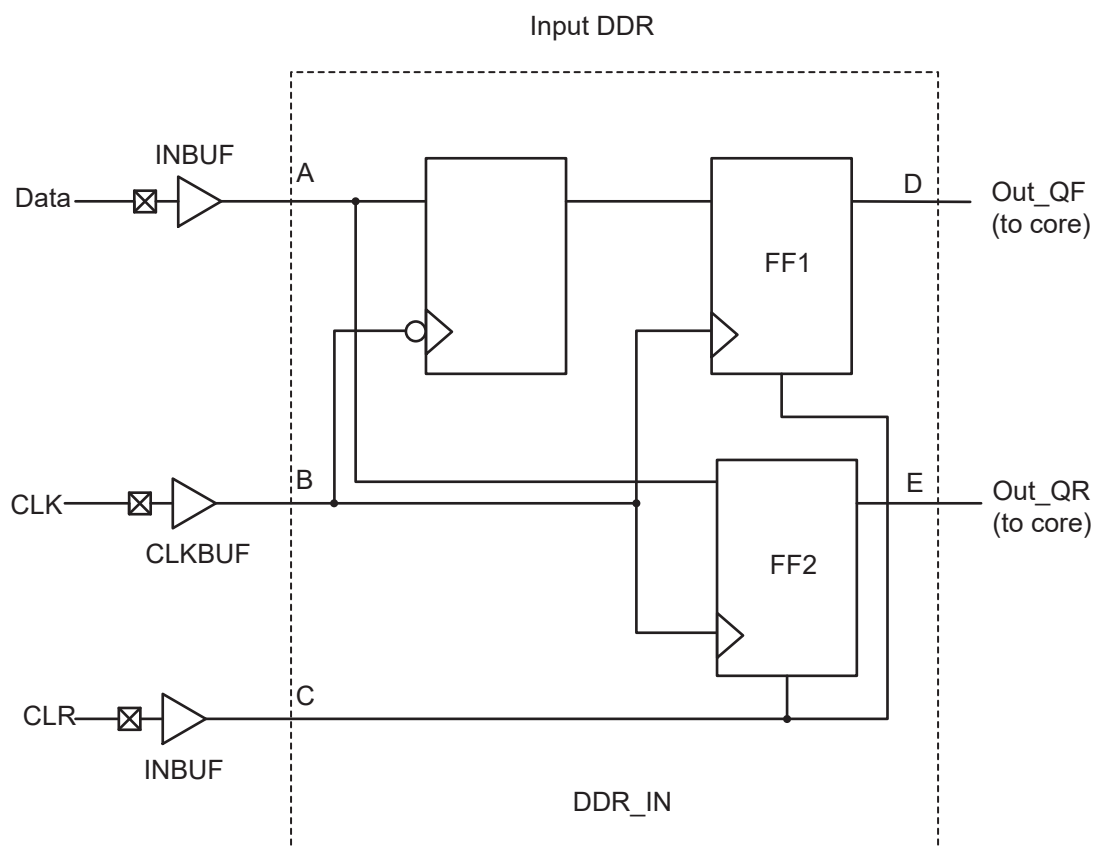 Input DDR
INBUF
A
Data
D
Out_QF
(to core)
FF1
B
CLK
CLKBUF
E
Out_QR
(to core)
FF2
C
CLR
INBUF
DDR_IN